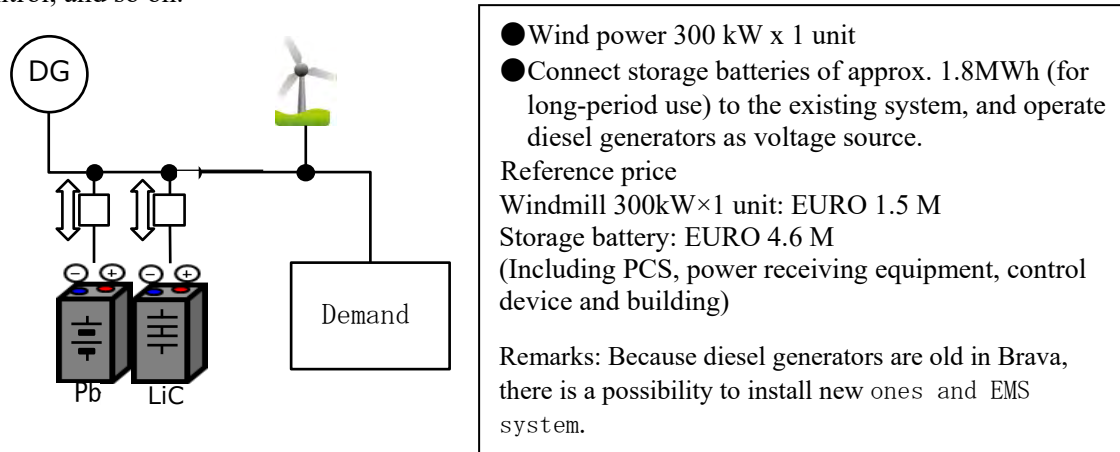 ntrol, and so on.
DG
Pb
LiC
Demand
●Wind power 300 kW x 1 unit
●Connect storage batteries of approx. 1.8MWh (for
long-period use) to the existing system, and operate
diesel generators as voltage source.
Reference price
Windmill 300kW×1 unit: EURO 1.5 M
Storage battery: EURO 4.6 M
(Including PCS, power receiving equipment, control
device and building)
Remarks: Because diesel generators are old in Brava,
there is a possibility to install new ones and EMS
system.